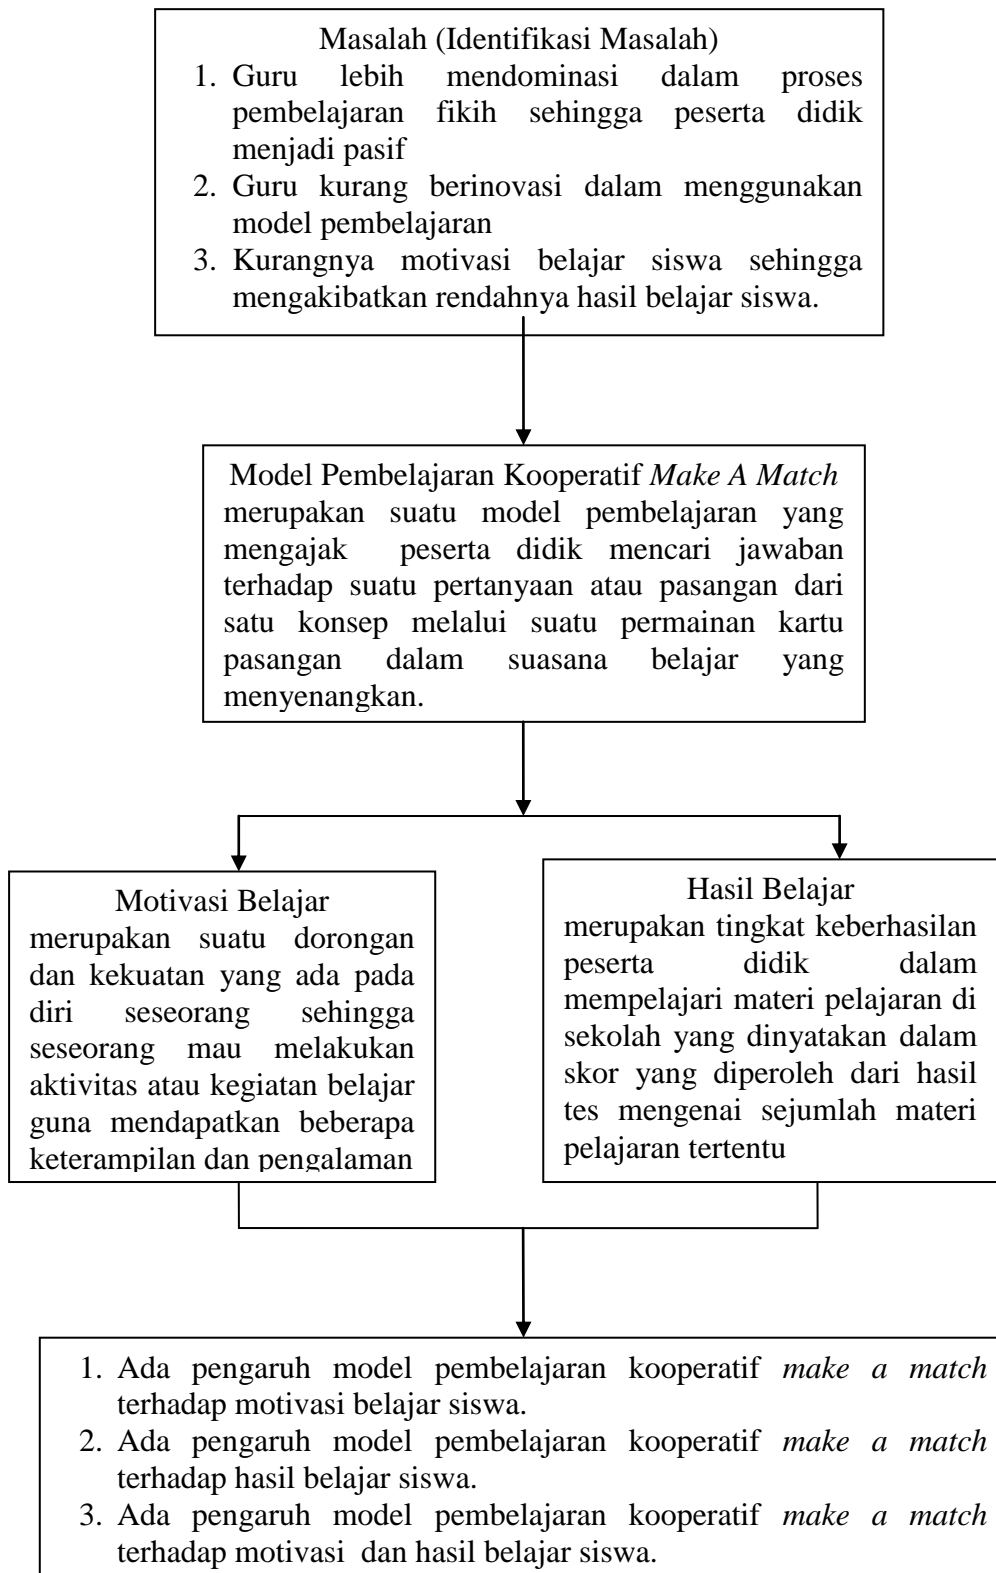 Masalah (Identifikasi Masalah)
1. Guru lebih mendominasi dalam proses
pembelajaran fikih sehingga peserta didik
menjadi pasif
2. Guru kurang berinovasi dalam menggunakan
model pembelajaran
3. Kurangnya motivasi belajar siswa sehingga
mengakibatkan rendahnya hasil belajar siswa.
Model Pembelajaran Kooperatif Make A Match
merupakan suatu model pembelajaran yang
mengajak peserta didik mencari jawaban
terhadap suatu pertanyaan atau pasangan dari
satu konsep melalui suatu permainan kartu
pasangan dalam suasana belajar yang
menyenangkan.
Motivasi Belajar
merupakan suatu dorongan
dan kekuatan yang ada pada
diri seseorang sehingga
seseorang mau melakukan
aktivitas atau kegiatan belajar
guna mendapatkan beberapa
keterampilan dan pengalaman
Hasil Belajar
merupakan tingkat keberhasilan
peserta didik dalam
mempelajari materi pelajaran di
sekolah yang dinyatakan dalam
skor yang diperoleh dari hasil
tes mengenai sejumlah materi
pelajaran tertentu
1. Ada pengaruh model pembelajaran kooperatif make a match
terhadap motivasi belajar siswa.
2. Ada pengaruh model pembelajaran kooperatif make a match
terhadap hasil belajar siswa.
3. Ada pengaruh model pembelajaran kooperatif make a match
terhadap motivasi dan hasil belajar siswa.